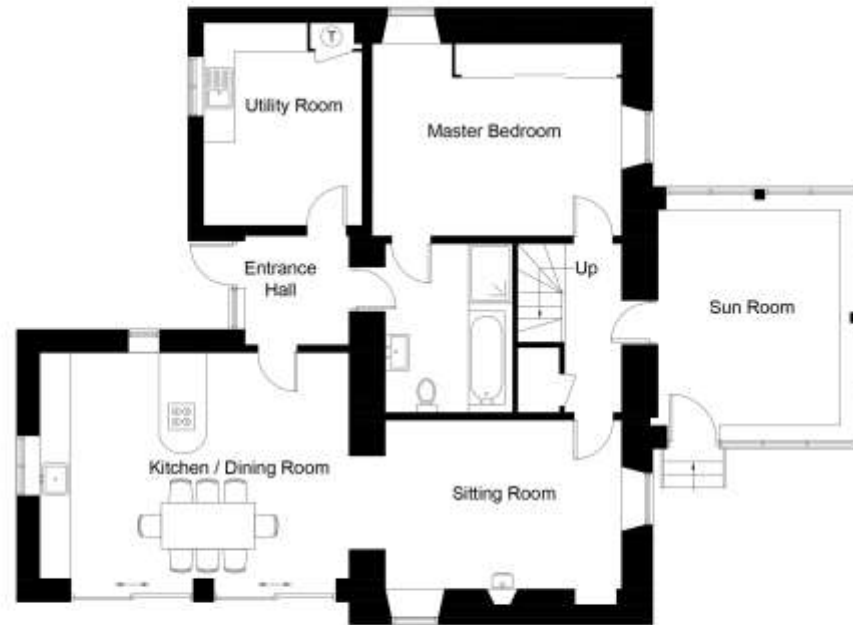 T
Utility Room
Master Bedroom
Entrance
Hall
Up
Sun Room
Kitchen / Dining Room
Sitting Room